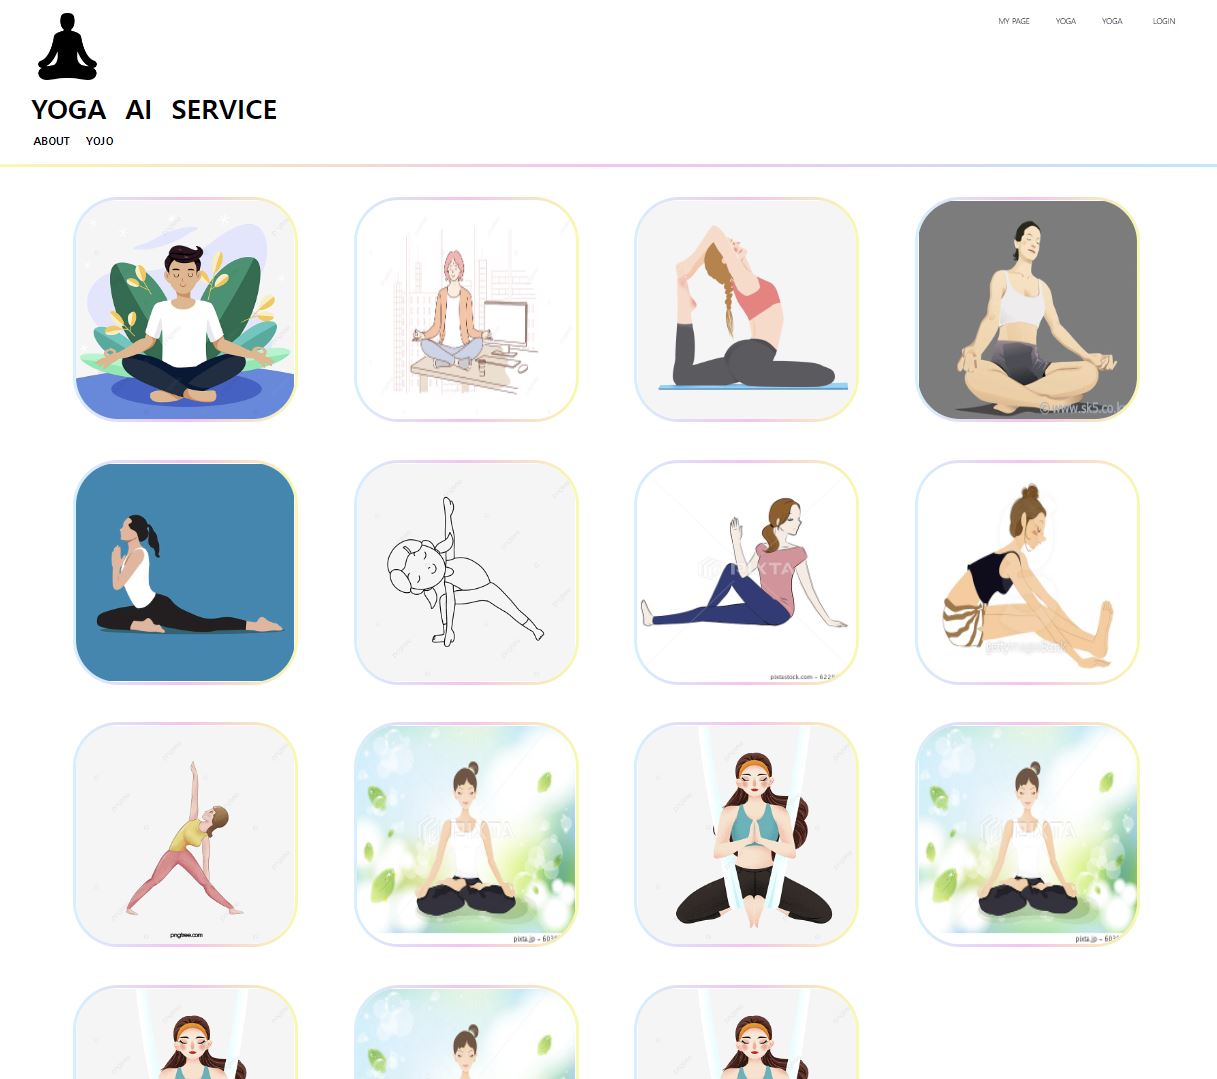 MY PAGE YOGA YOGA LOGIN
YOGA AI SERVICE
ABOUT YOJO
© www.sk5.co.k
PIXTA
pixtastock.com - 622
gettyimagesbank
pngtree.com
PIXTA
pixta.jp - 603
PIXTA
pixta.jp - 603